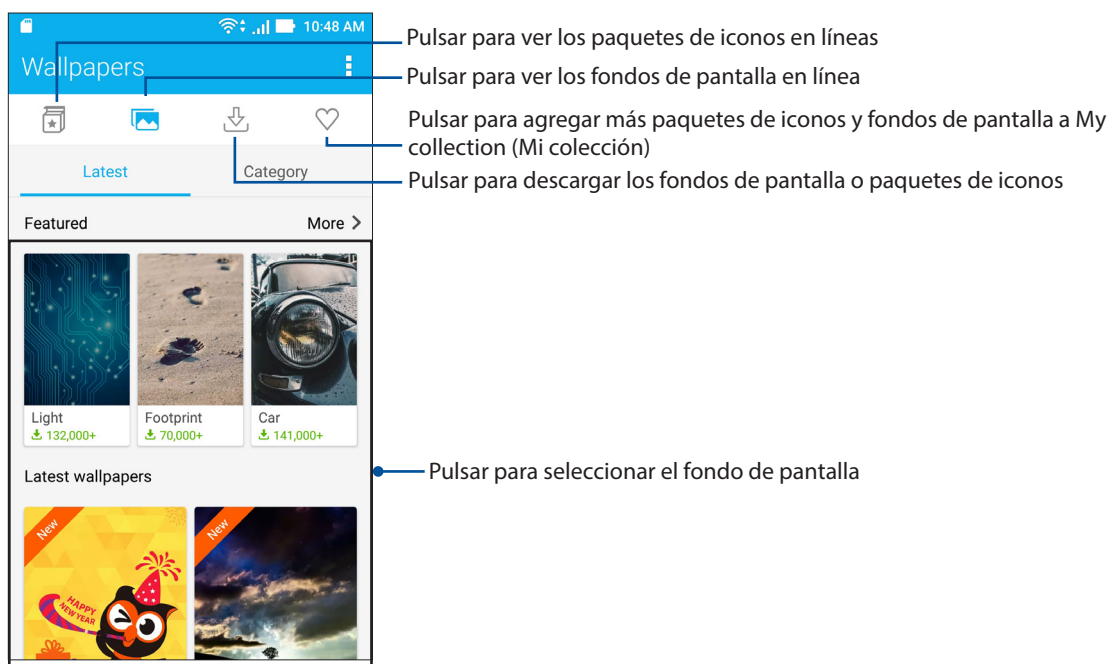 10:48 AM
Wallpapers
Pulsar para ver los paquetes de iconos en líneas
Pulsar para ver los fondos de pantalla en línea
Pulsar para agregar más paquetes de iconos y fondos de pantalla a My
collection (Mi colección)
Pulsar para descargar los fondos de pantalla o paquetes de iconos
Latest Category
Featured More
Light Footprint Car
132,000+ 70,000+ 141,000+
Pulsar para seleccionar el fondo de pantalla
Latest wallpapers
New New
HAPPY
NEW YEAR